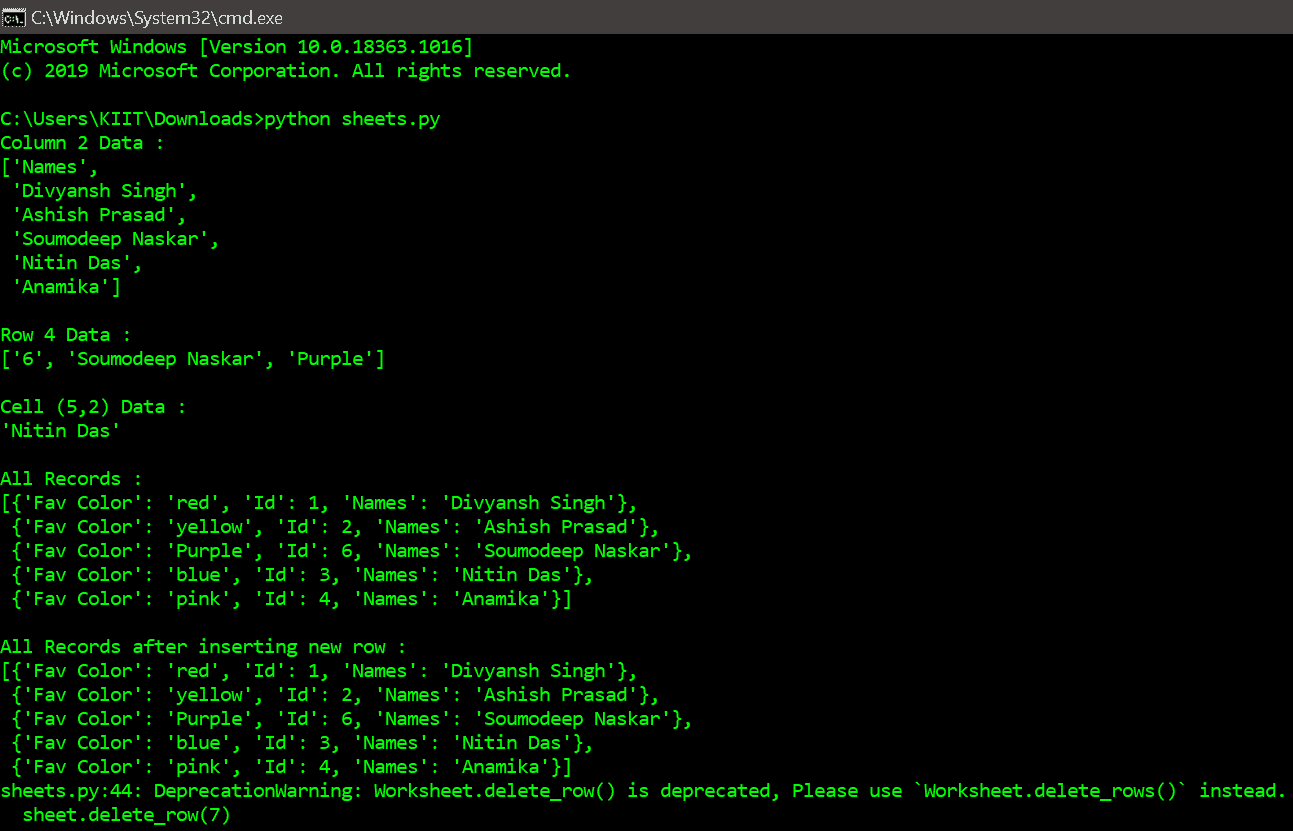 C:\Windows\System32\cmd.exe
Microsoft Windows [Version 10.0.18363.1016]
(c) 2019 Microsoft Corporation. All rights reserved.
C:\Users\KIIT\Downloads>python sheets.py
Column 2 Data :
['Names',
 'Divyansh Singh',
 'Ashish Prasad',
 'Soumodeep Naskar',
 'Nitin Das',
 'Anamika']
Row 4 Data :
['6', 'Soumodeep Naskar', 'Purple']
Cell (5,2) Data :
'Nitin Das'
All Records :
[{'Fav Color': 'red', 'Id': 1, 'Names': 'Divyansh Singh'},
 {'Fav Color': 'yellow', 'Id': 2, 'Names': 'Ashish Prasad'},
 {'Fav Color': 'Purple', 'Id': 6, 'Names': 'Soumodeep Naskar'},
 {'Fav Color': 'blue', 'Id': 3, 'Names': 'Nitin Das'},
 {'Fav Color': 'pink', 'Id': 4, 'Names': 'Anamika'}]
All Records after inserting new row :
[{'Fav Color': 'red', 'Id': 1, 'Names': 'Divyansh Singh'},
 {'Fav Color': 'yellow', 'Id': 2, 'Names': 'Ashish Prasad'},
 {'Fav Color': 'Purple', 'Id': 6, 'Names': 'Soumodeep Naskar'},
 {'Fav Color': 'blue', 'Id': 3, 'Names': 'Nitin Das'},
 {'Fav Color': 'pink', 'Id': 4, 'Names': 'Anamika'}]
sheets.py:44: DeprecationWarning: Worksheet.delete_row() is deprecated, Please use `Worksheet.delete_rows()` instead.
  sheet.delete_row(7)